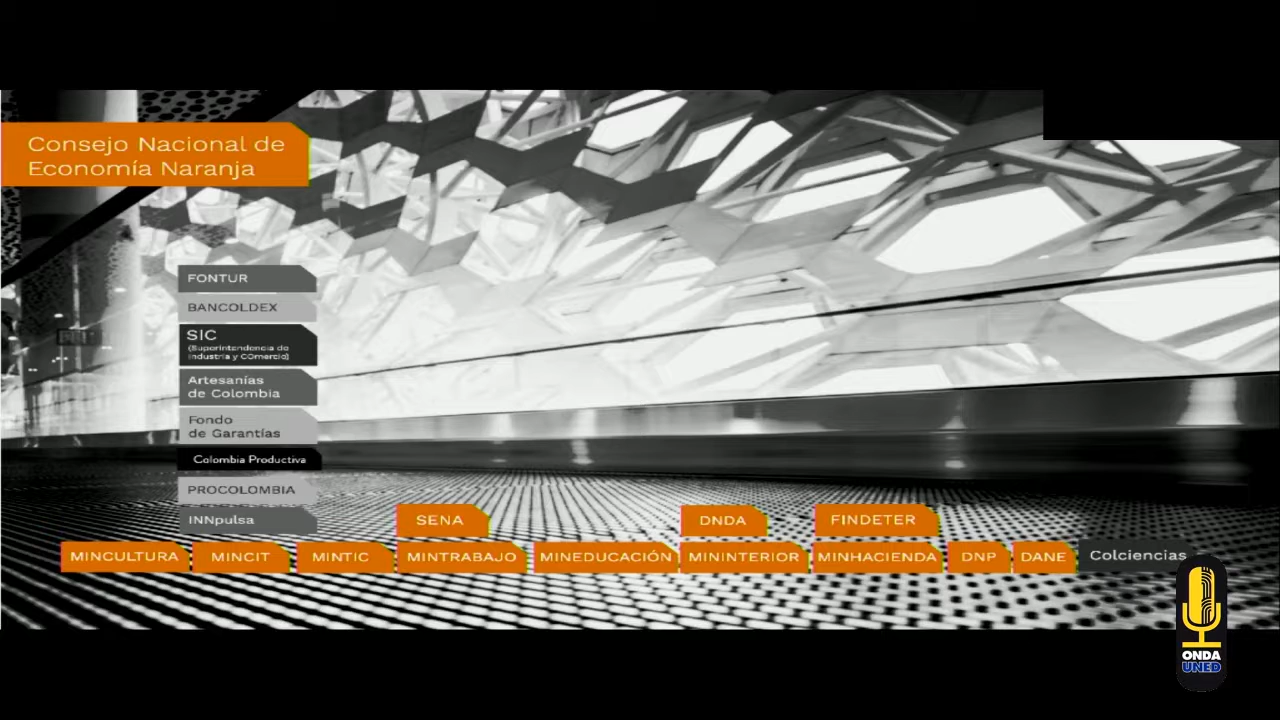 Consejo Nacional de
Economía Naranja
FONTUR
BANCOLDEX
SIC
(Superintendencia de
Industria y COmercio)
Artesanías
de Colombia
Fondo
de Garantías
Colombia Productiva
PROCOLOMBIA
INNpulsa
SENA
DNDA
FINDETER
MINCULTURA
MINCIT
MINTIC
MINTRABAJO
MINEDUCACIÓN
MININTERIOR
MINHACIENDA
DNP
DANE
Colciencias
ONDA
UNED